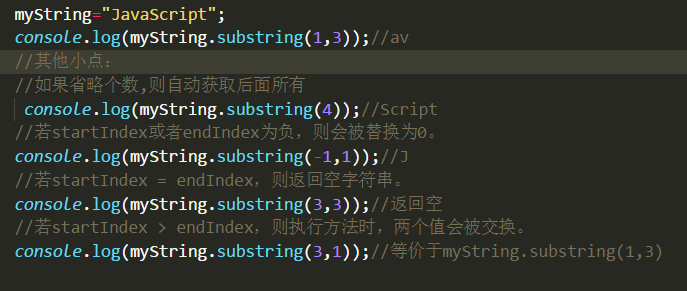 myString="JavaScript";
console.log(myString.substring(1,3));//av
//其他小点:
//如果省略个数,则自动获取后面所有
console.log(myString.substring(4));//Script
//若startIndex或者endIndex为负，则会被替换为0。
console.log(myString.substring(-1,1));//J
//若startIndex = endIndex，则返回空字符串。
console.log(myString.substring(3,3));//返回空
//若startIndex > endIndex，则执行方法时，两个值会被交换。
console.log(myString.substring(3,1));//等价于myString.substring(1,3)